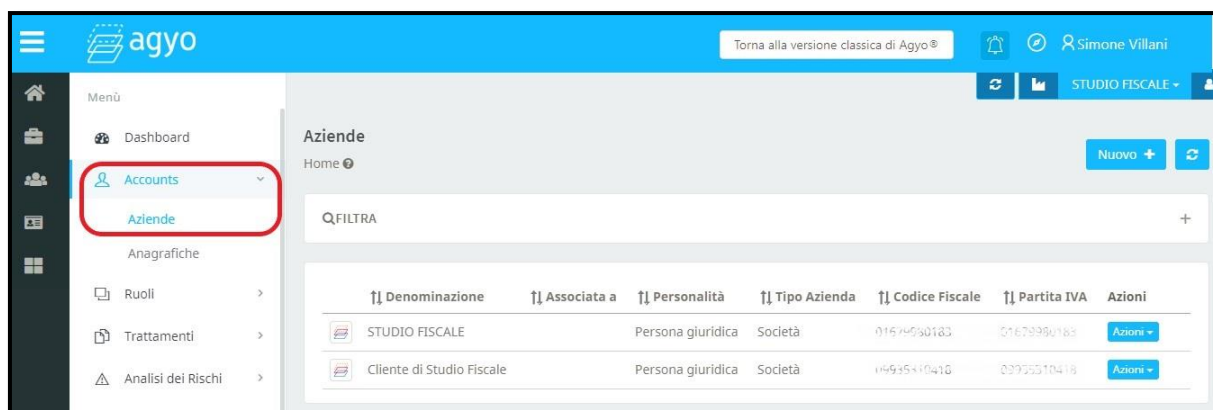 agyo
Torna alla versione classica di Agyo®
Simone Villani
STUDIO FISCALE
Menù
Dashboard
Accounts
Aziende
Anagrafiche
Ruoli
Trattamenti
Analisi dei Rischi
Aziende
Home
Nuovo +
FILTRA +
Denominazione Associata a Personalità Tipo Azienda Codice Fiscale Partita IVA Azioni
STUDIO FISCALE Persona giuridica Società Azioni
Cliente di Studio Fiscale Persona giuridica Società Azioni